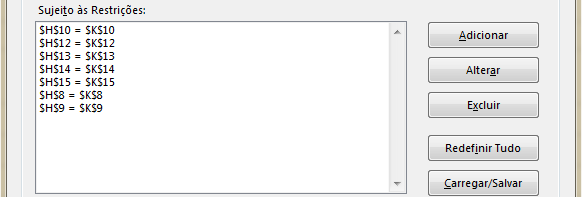 Sujeito às Restrições:
$H$10 = $K$10
$H$12 = $K$12
$H$13 = $K$13
$H$14 = $K$14
$H$15 = $K$15
$H$8 = $K$8
$H$9 = $K$9
Adicionar
Alterar
Excluir
Redefinir Tudo
Carregar/Salvar